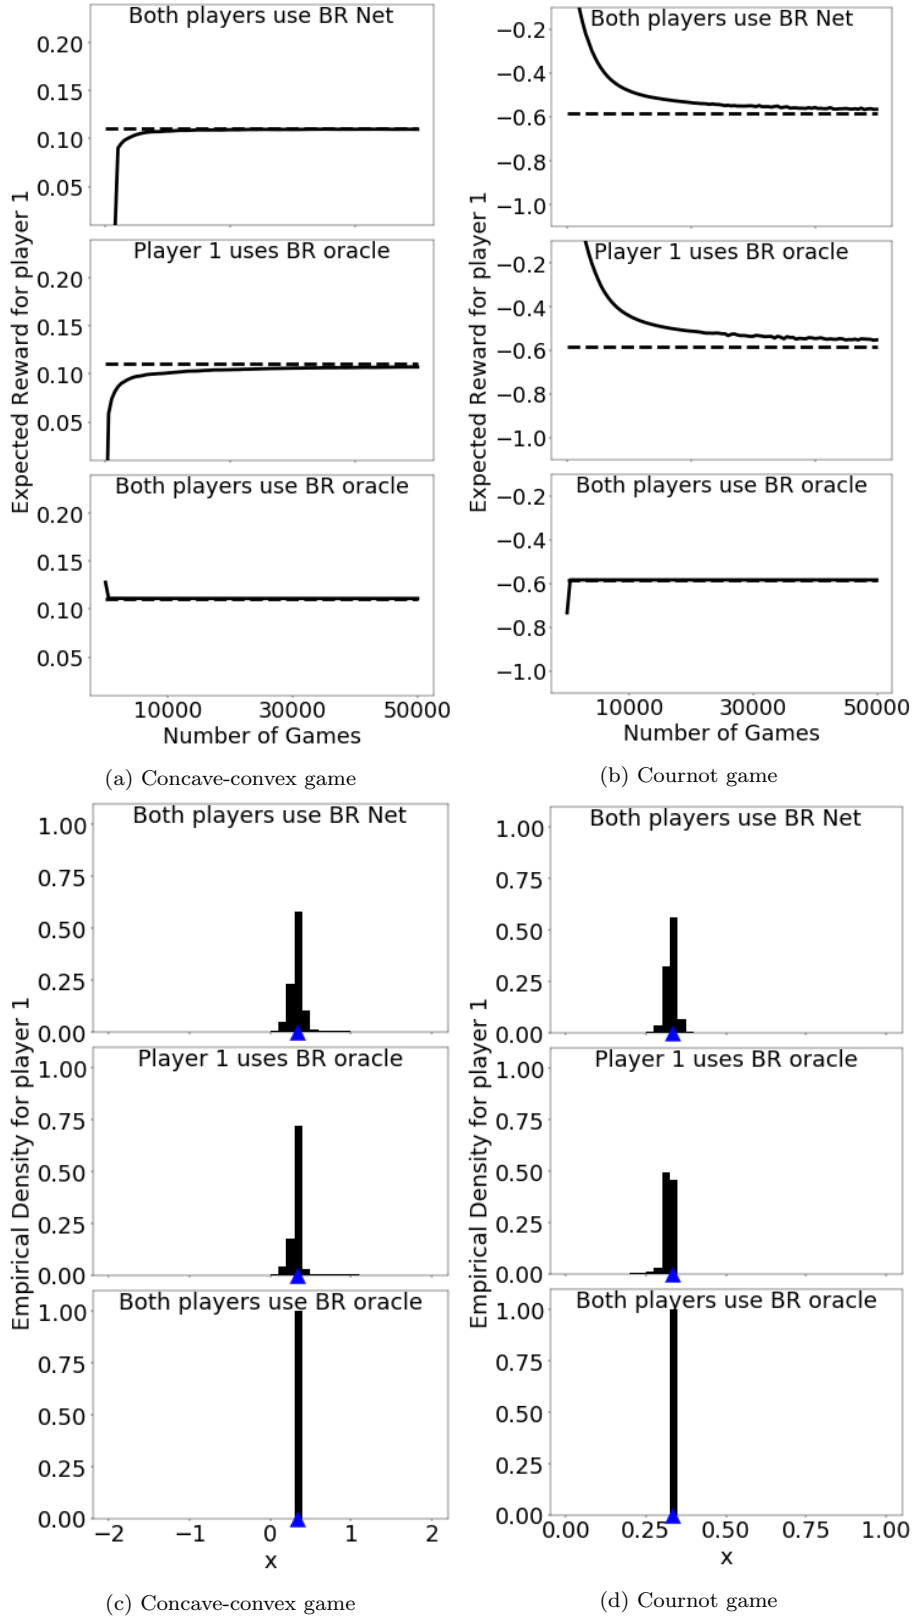 Both players use BR Net
0.20
0.15
0.10
0.05
Player 1 uses BR oracle
0.20
0.15
0.10
0.05
Both players use BR oracle
0.20
0.15
0.10
0.05
Expected Reward for player 1
10000 30000 50000
Number of Games
(a) Concave-convex game
Both players use BR Net
−0.2
−0.4
−0.6
−0.8
−1.0
Player 1 uses BR oracle
−0.2
−0.4
−0.6
−0.8
−1.0
Both players use BR oracle
−0.2
−0.4
−0.6
−0.8
−1.0
Expected Reward for player 1
10000 30000 50000
Number of Games
(b) Cournot game
Both players use BR Net
1.00
0.75
0.50
0.25
0.00
Player 1 uses BR oracle
1.00
0.75
0.50
0.25
0.00
Both players use BR oracle
1.00
0.75
0.50
0.25
0.00
Empirical Density for player 1
−2 −1 0 1 2
x
(c) Concave-convex game
Both players use BR Net
1.00
0.75
0.50
0.25
0.00
Player 1 uses BR oracle
1.00
0.75
0.50
0.25
0.00
Both players use BR oracle
1.00
0.75
0.50
0.25
0.00
Empirical Density for player 1
0.00 0.25 0.50 0.75 1.00
x
(d) Cournot game